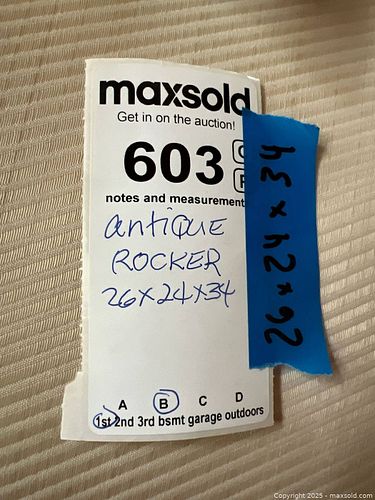 maxsold
Get in on the auction!
603
notes and measurement
antiQUE
ROCKER
26x24x34
A B C D
1st 2nd 3rd bsmt garage outdoors
26x24x34
Copyright 2025 - maxsold.com